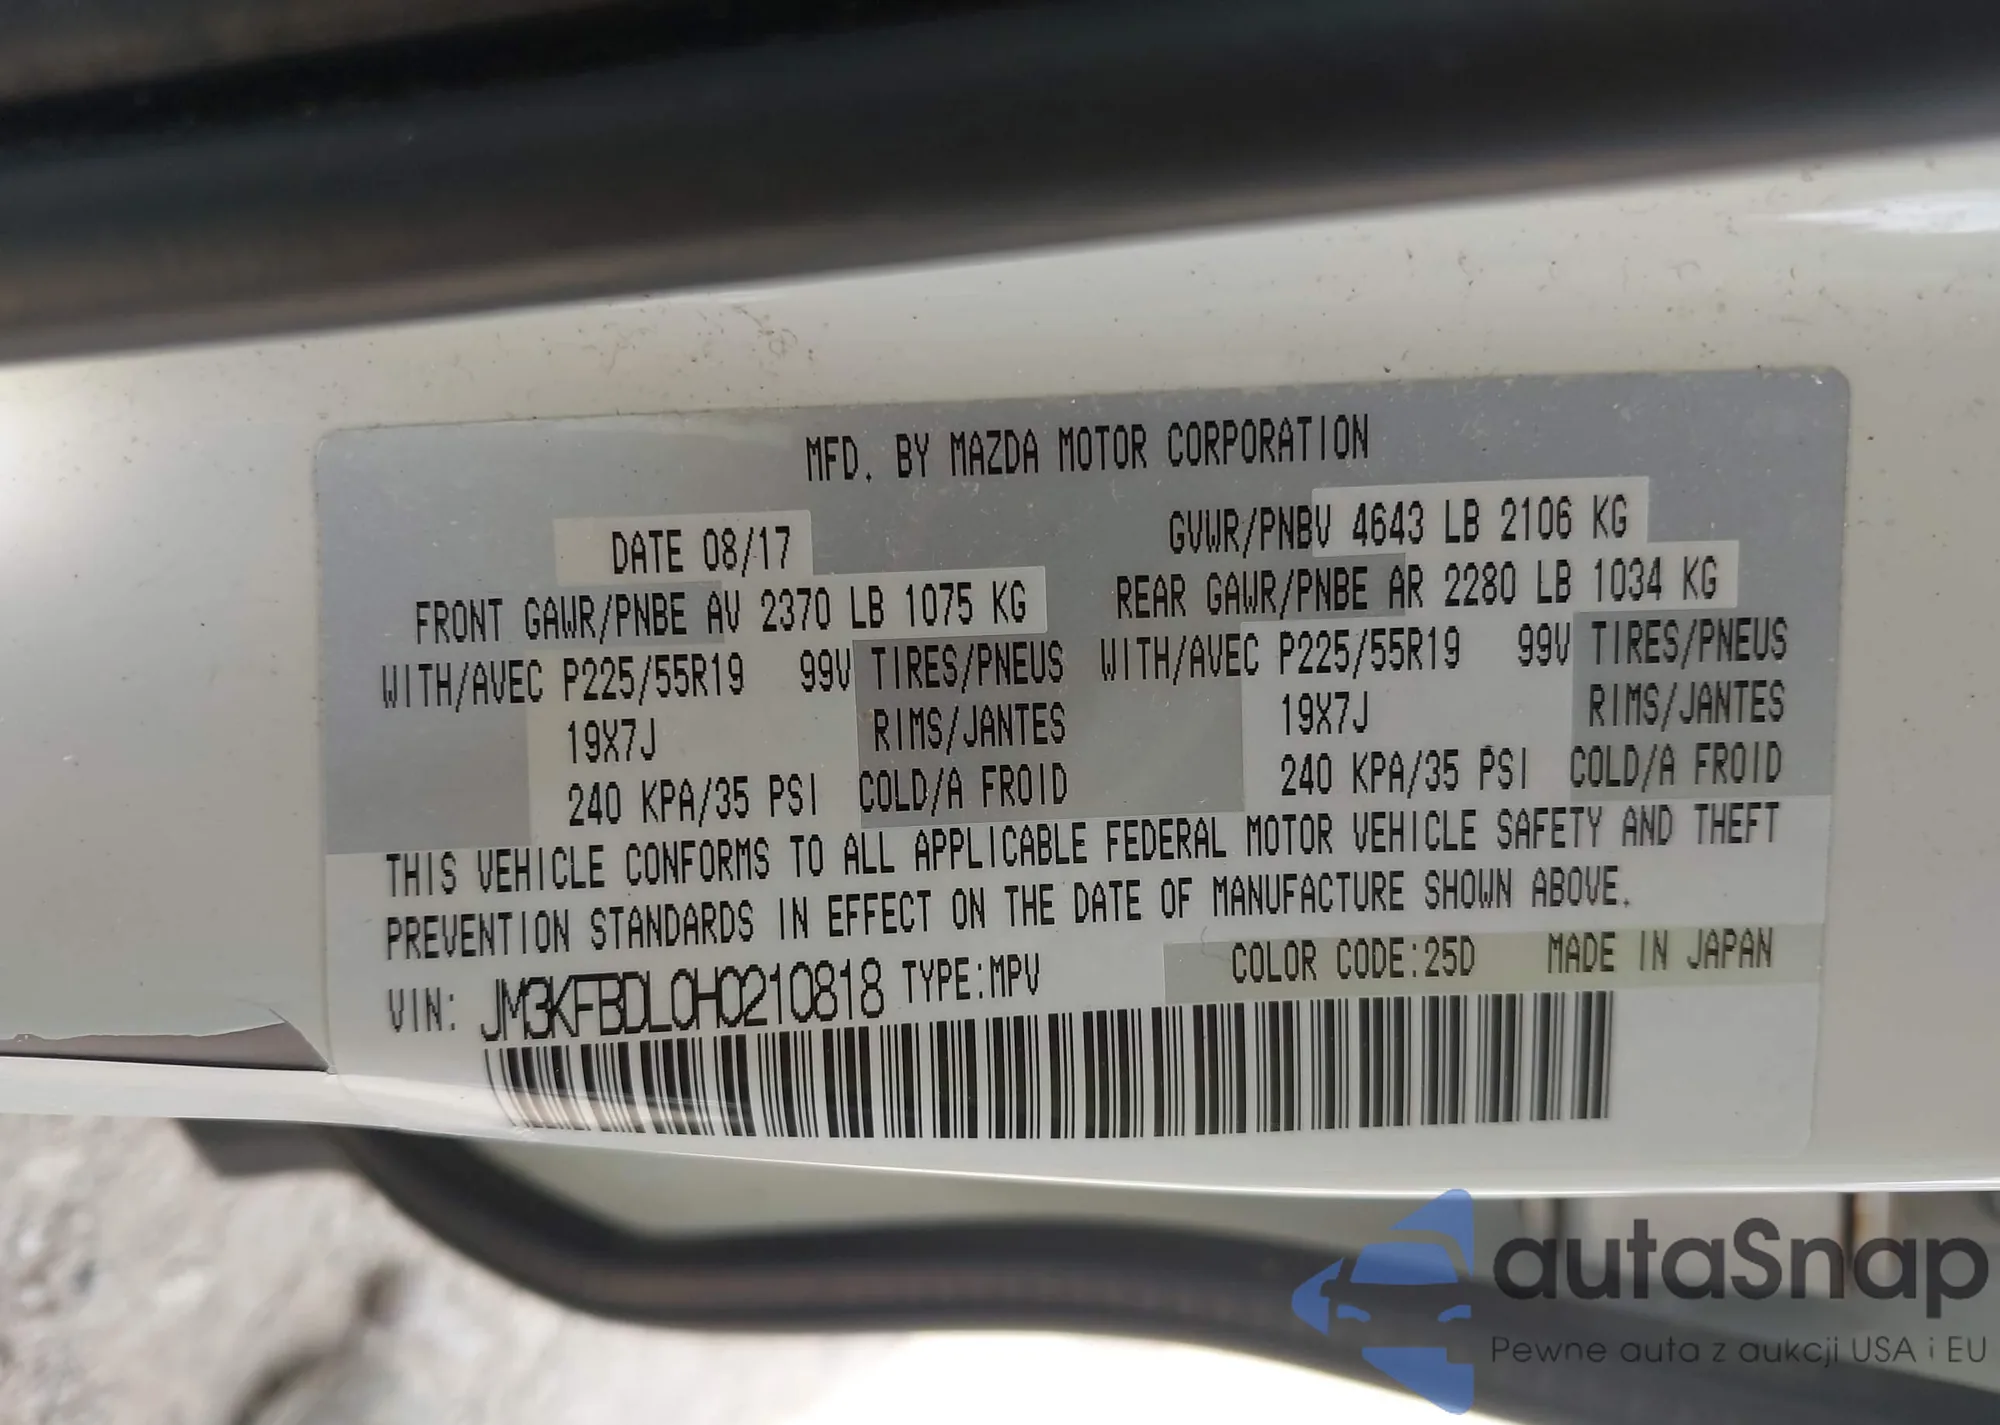 MFD. BY MAZDA MOTOR CORPORATION
DATE 08/17 GVWR/PNBV 4643 LB 2106 KG
FRONT GAWR/PNBE AV 2370 LB 1075 KG REAR GAWR/PNBE AR 2280 LB 1034 KG
WITH/AVEC P225/55R19 99V TIRES/PNEUS WITH/AVEC P225/55R19 99V TIRES/PNEUS
19X7J RIMS/JANTES 19X7J RIMS/JANTES
240 KPA/35 PSI COLD/A FROID 240 KPA/35 PSI COLD/A FROID
THIS VEHICLE CONFORMS TO ALL APPLICABLE FEDERAL MOTOR VEHICLE SAFETY AND THEFT
PREVENTION STANDARDS IN EFFECT ON THE DATE OF MANUFACTURE SHOWN ABOVE.
VIN: JM3KFBDL0H0210818 TYPE:MPV COLOR CODE:25D MADE IN JAPAN
autaSnap
Pewne auta z aukcji USA i EU